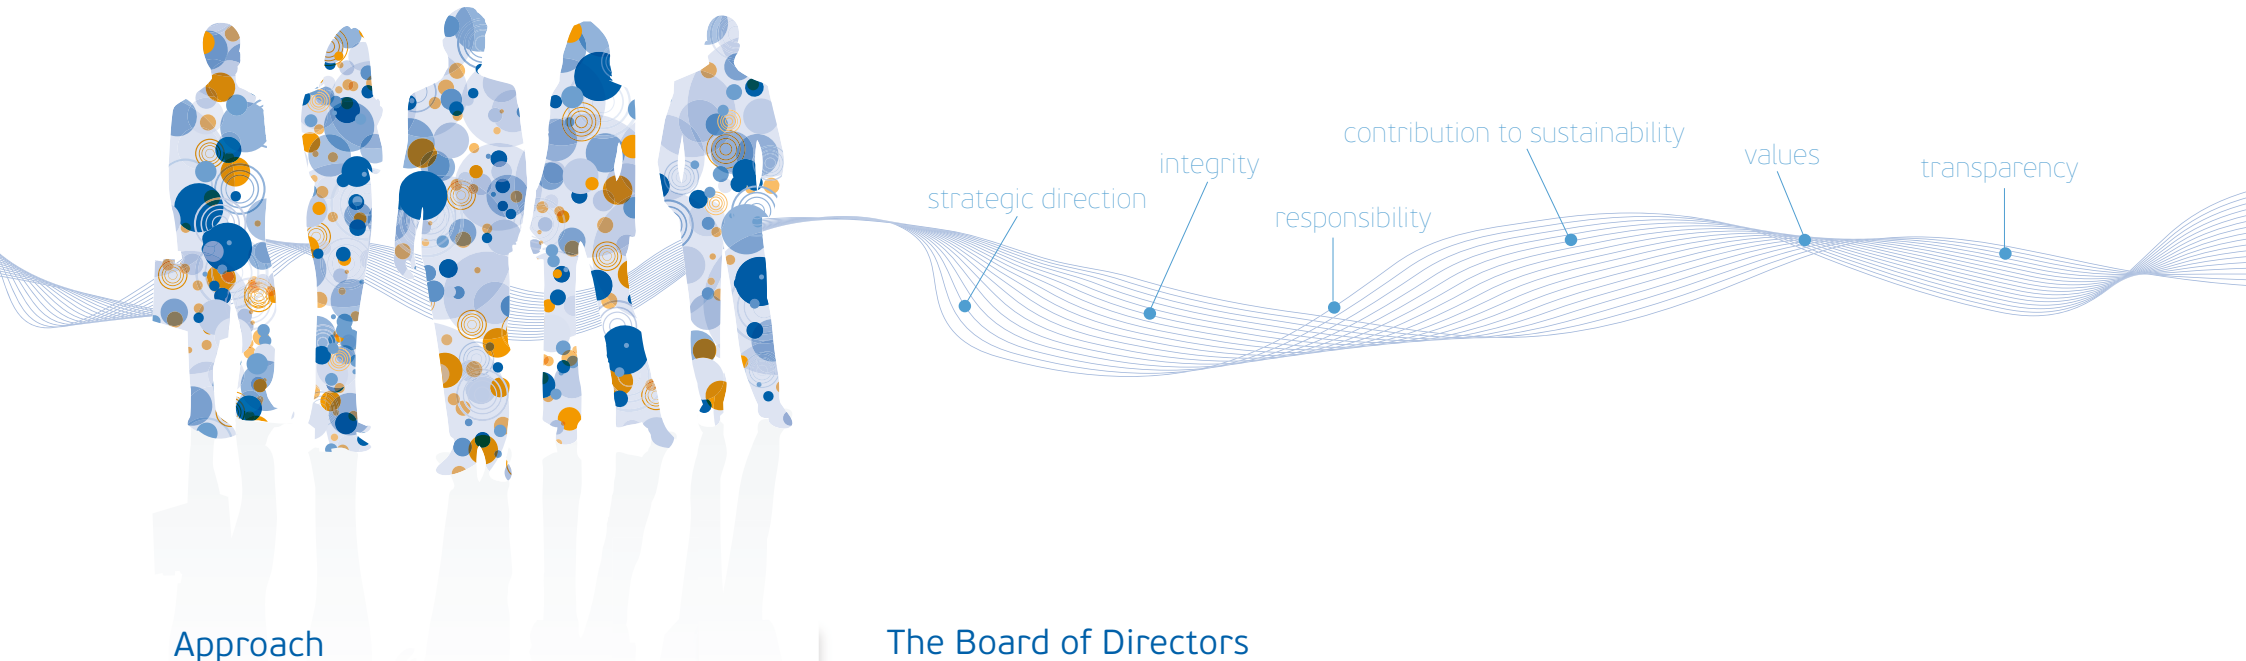 strategic direction
integrity
responsibility
contribution to sustainability
values
transparency
Approach
The Board of Directors